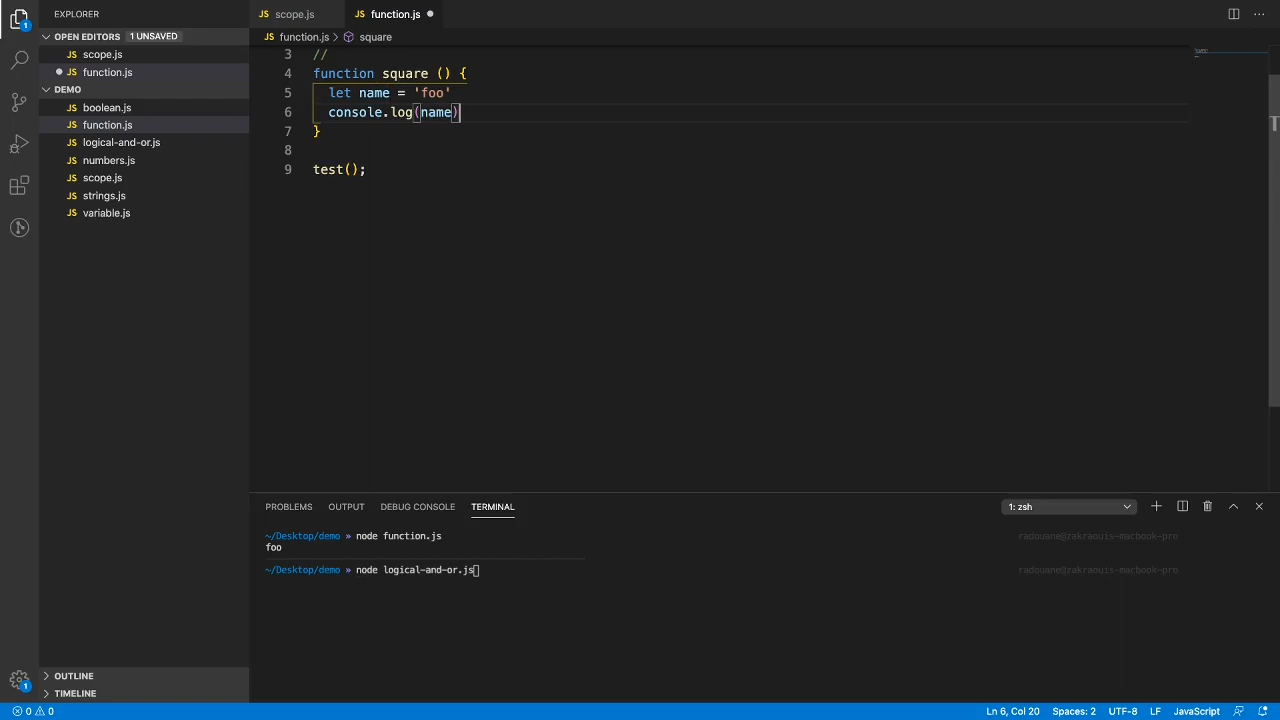 EXPLORER
OPEN EDITORS 1 UNSAVED
JS scope.js
JS function.js
DEMO
JS boolean.js
JS function.js
JS logical-and-or.js
JS numbers.js
JS scope.js
JS strings.js
JS variable.js
OUTLINE
TIMELINE
1
1
JS scope.js
JS function.js
JS function.js > square
3 //
4 function square () {
5 let name = 'foo'
6 console.log(name)
7 }
8
9 test();
PROBLEMS
OUTPUT
DEBUG CONSOLE
TERMINAL
1: zsh
~/Desktop/demo » node function.js radouane@zakraouis-macbook-pro
foo
~/Desktop/demo » node logical-and-or.js radouane@zakraouis-macbook-pro
0 0
Ln 6, Col 20
Spaces: 2
UTF-8
LF
JavaScript